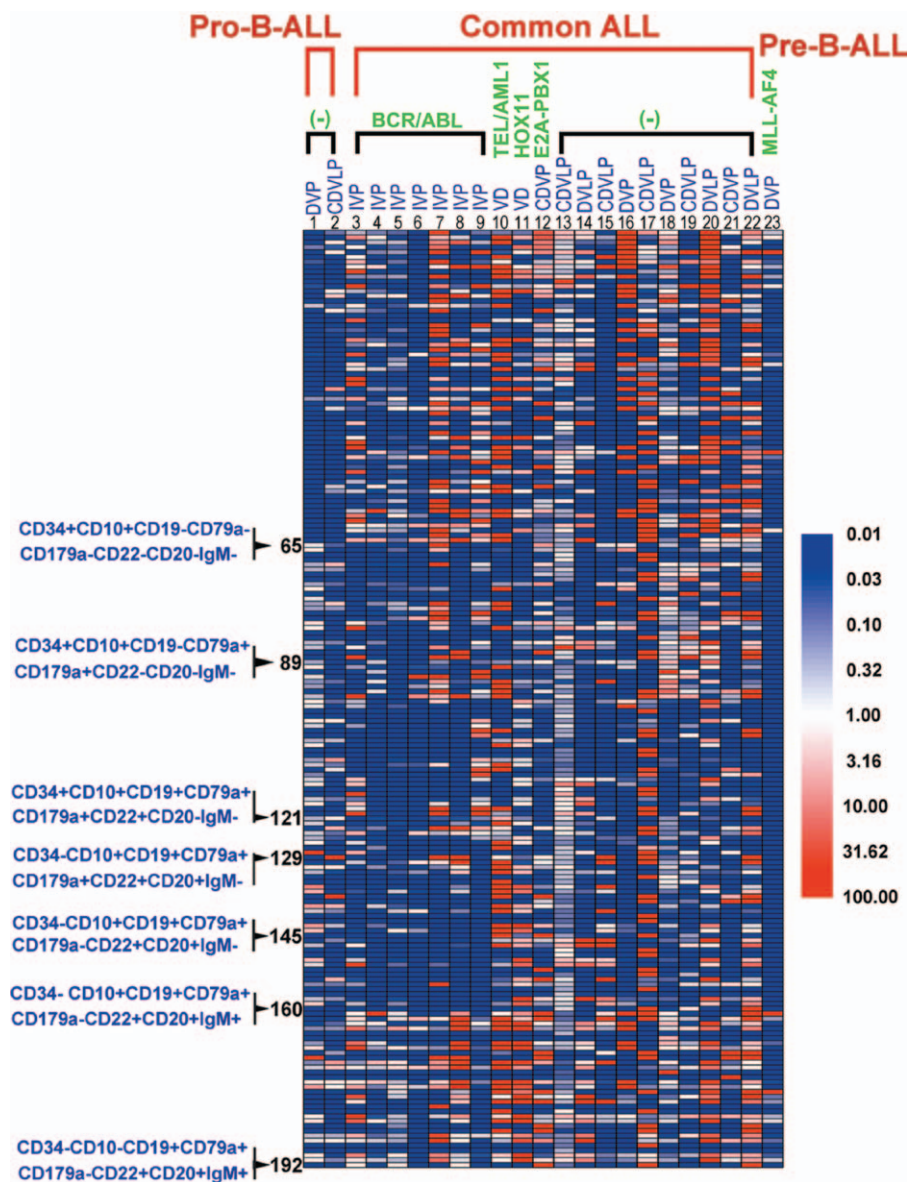 Pro-B-ALL
Common ALL
Pre-B-ALL
(-)
BCR/ABL
TEL/AML1
HOX11
E2A-PBX1
(-)
MLL-AF4
DVP
CDVLP
IVP
IVP
IVP
IVP
IVP
IVP
IVP
VD
VD
CDVP
CDVLP
DVLP
CDVLP
DVP
CDVLP
DVP
CDVLP
DVLP
CDVP
DVLP
DVP
1 2 3 4 5 6 7 8 9 10 11 12 13 14 15 16 17 18 19 20 21 22 23
CD34+CD10+CD19-CD79a-
CD179a-CD22-CD20-IgM-
65
CD34+CD10+CD19-CD79a+
CD179a+CD22-CD20-IgM-
89
CD34+CD10+CD19+CD79a+
CD179a+CD22+CD20-IgM-
121
CD34-CD10+CD19+CD79a+
CD179a+CD22+CD20+IgM-
129
CD34-CD10+CD19+CD79a+
CD179a-CD22+CD20+IgM-
145
CD34- CD10+CD19+CD79a+
CD179a-CD22+CD20+IgM+
160
CD34-CD10-CD19+CD79a+
CD179a-CD22+CD20+IgM+
192
0.01
0.03
0.10
0.32
1.00
3.16
10.00
31.62
100.00